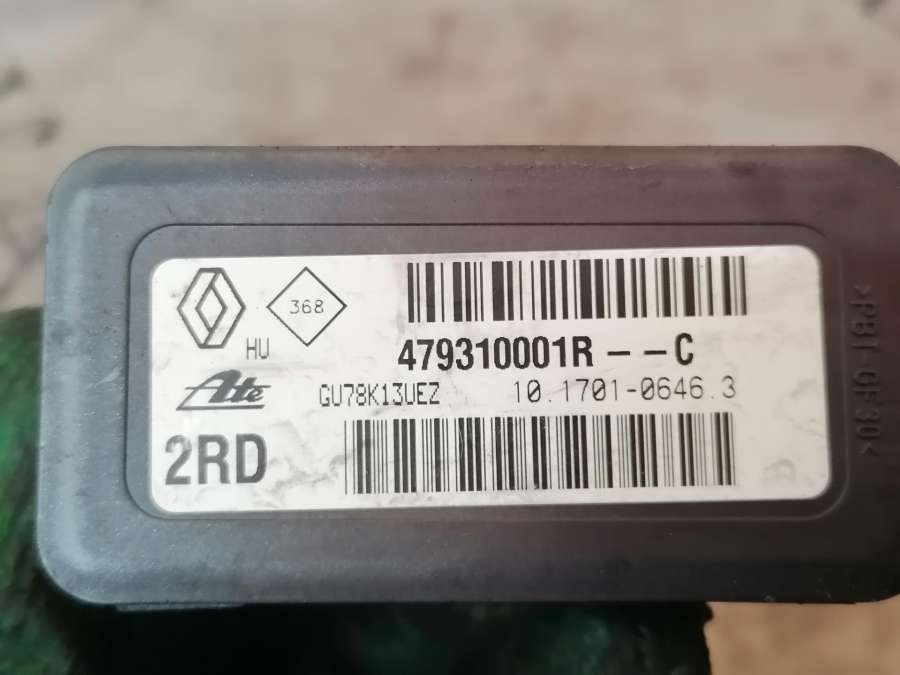 368
HU
479310001R--C
Ate
GU78K13UEZ 10.1701-0646.3
2RD
>PBT-GF30<